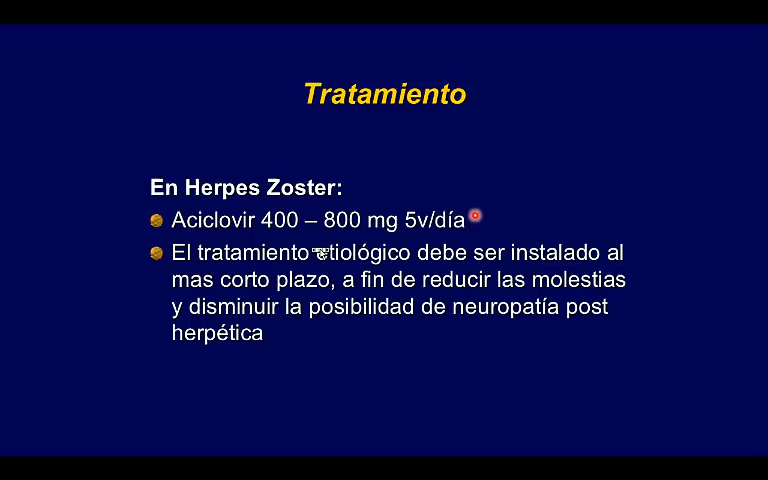 Tratamiento
En Herpes Zoster:
Aciclovir 400 – 800 mg 5v/día
El tratamiento etiológico debe ser instalado al
mas corto plazo, a fin de reducir las molestias
y disminuir la posibilidad de neuropatía post
herpética